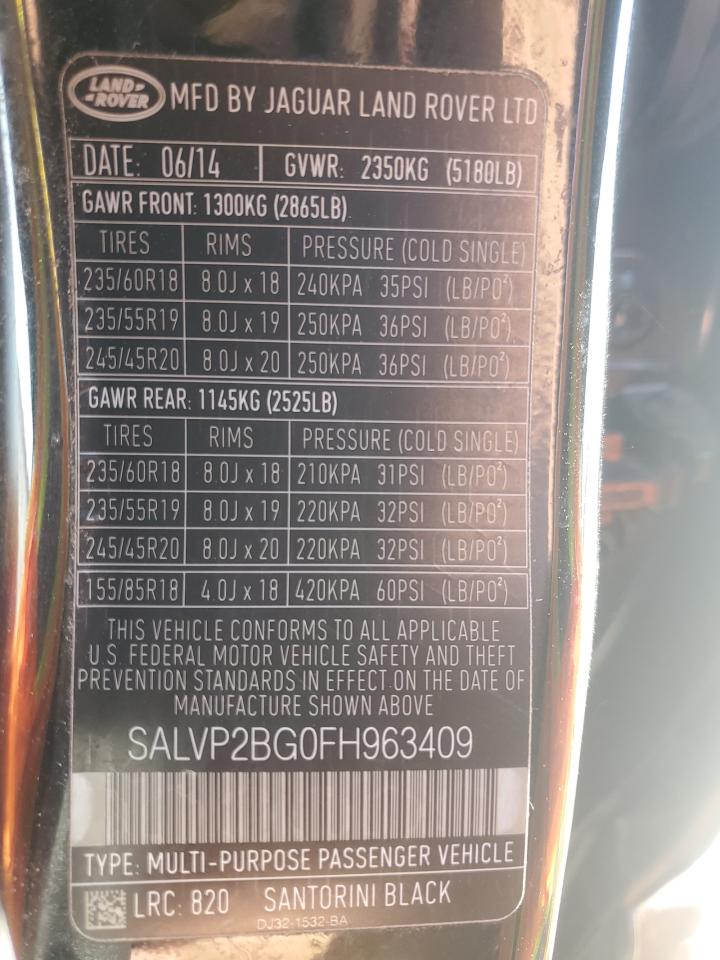 LAND ROVER MFD BY JAGUAR LAND ROVER LTD
DATE: 06/14 GVWR: 2350KG (5180LB)
GAWR FRONT: 1300KG (2865LB)
TIRES RIMS PRESSURE (COLD SINGLE)
235/60R18 8.0J x 18 240KPA 35PSI (LB/PO²)
235/55R19 8.0J x 19 250KPA 36PSI (LB/PO²)
245/45R20 8.0J x 20 250KPA 36PSI (LB/PO²)
GAWR REAR: 1145KG (2525LB)
TIRES RIMS PRESSURE (COLD SINGLE)
235/60R18 8.0J x 18 210KPA 31PSI (LB/PO²)
235/55R19 8.0J x 19 220KPA 32PSI (LB/PO²)
245/45R20 8.0J x 20 220KPA 32PSI (LB/PO²)
155/85R18 4.0J x 18 420KPA 60PSI (LB/PO²)
THIS VEHICLE CONFORMS TO ALL APPLICABLE
U.S. FEDERAL MOTOR VEHICLE SAFETY AND THEFT
PREVENTION STANDARDS IN EFFECT ON THE DATE OF
MANUFACTURE SHOWN ABOVE
SALVP2BG0FH963409
TYPE: MULTI-PURPOSE PASSENGER VEHICLE
LRC: 820 SANTORINI BLACK
DJ32-1532-BA